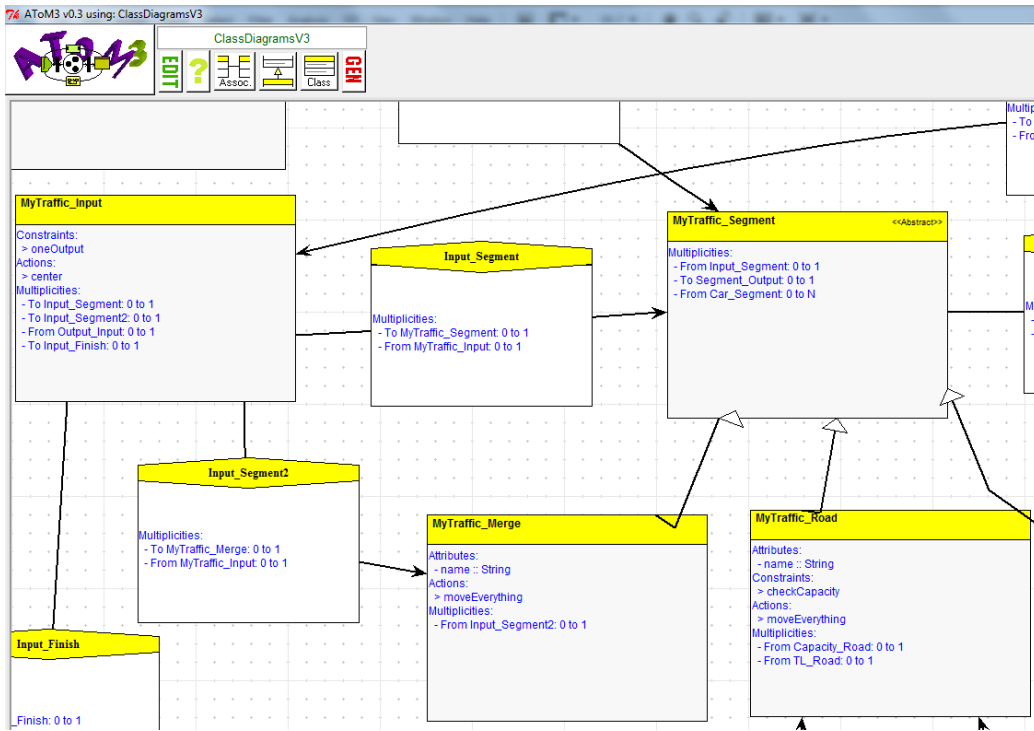 AToM3 v0.3 using: ClassDiagramsV3
AToM3
ClassDiagramsV3
EDIT
?
Assoc.
Class
GEN
Multip
- To
- Fro
MyTraffic_Input
Constraints:
> oneOutput
Actions:
> center
Multiplicities:
- To Input_Segment: 0 to 1
- To Input_Segment2: 0 to 1
- From Output_Input: 0 to 1
- To Input_Finish: 0 to 1
Input_Segment
Multiplicities:
- To MyTraffic_Segment: 0 to 1
- From MyTraffic_Input: 0 to 1
MyTraffic_Segment <<Abstract>>
Multiplicities:
- From Input_Segment: 0 to 1
- To Segment_Output: 0 to 1
- From Car_Segment: 0 to N
M
-
-
Input_Segment2
Multiplicities:
- To MyTraffic_Merge: 0 to 1
- From MyTraffic_Input: 0 to 1
MyTraffic_Merge
Attributes:
- name :: String
Actions:
> moveEverything
Multiplicities:
- From Input_Segment2: 0 to 1
MyTraffic_Road
Attributes:
- name :: String
Constraints:
> checkCapacity
Actions:
> moveEverything
Multiplicities:
- From Capacity_Road: 0 to 1
- From TL_Road: 0 to 1
Input_Finish
_Finish: 0 to 1